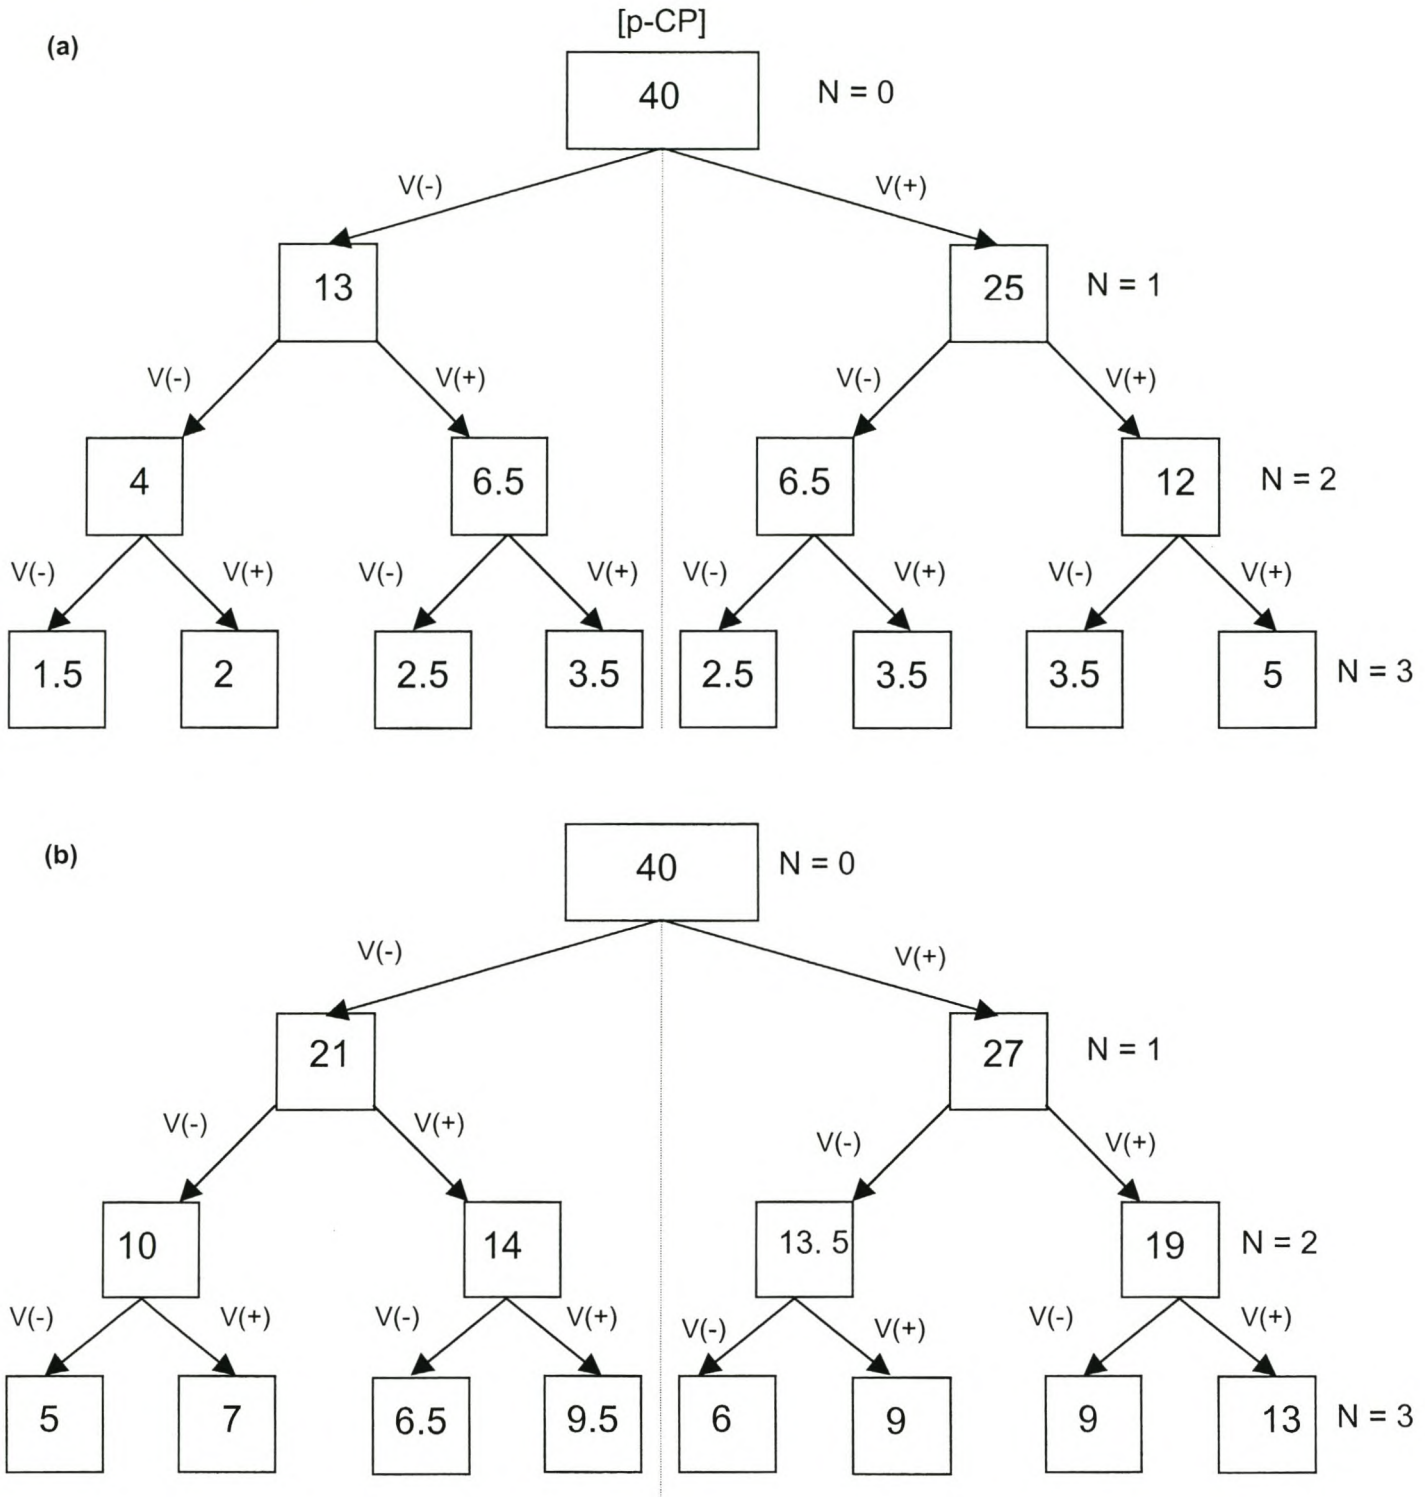 [p-CP]
(a)
40 N = 0
V(-) V(+)
13 25 N = 1
V(-) V(+) V(-) V(+)
4 6.5 6.5 12 N = 2
V(-) V(+) V(-) V(+) V(-) V(+) V(-) V(+)
1.5 2 2.5 3.5 2.5 3.5 3.5 5 N = 3
(b)
40 N = 0
V(-) V(+)
21 27 N = 1
V(-) V(+) V(-) V(+)
10 14 13. 5 19 N = 2
V(-) V(+) V(-) V(+) V(-) V(+) V(-) V(+)
5 7 6.5 9.5 6 9 9 13 N = 3